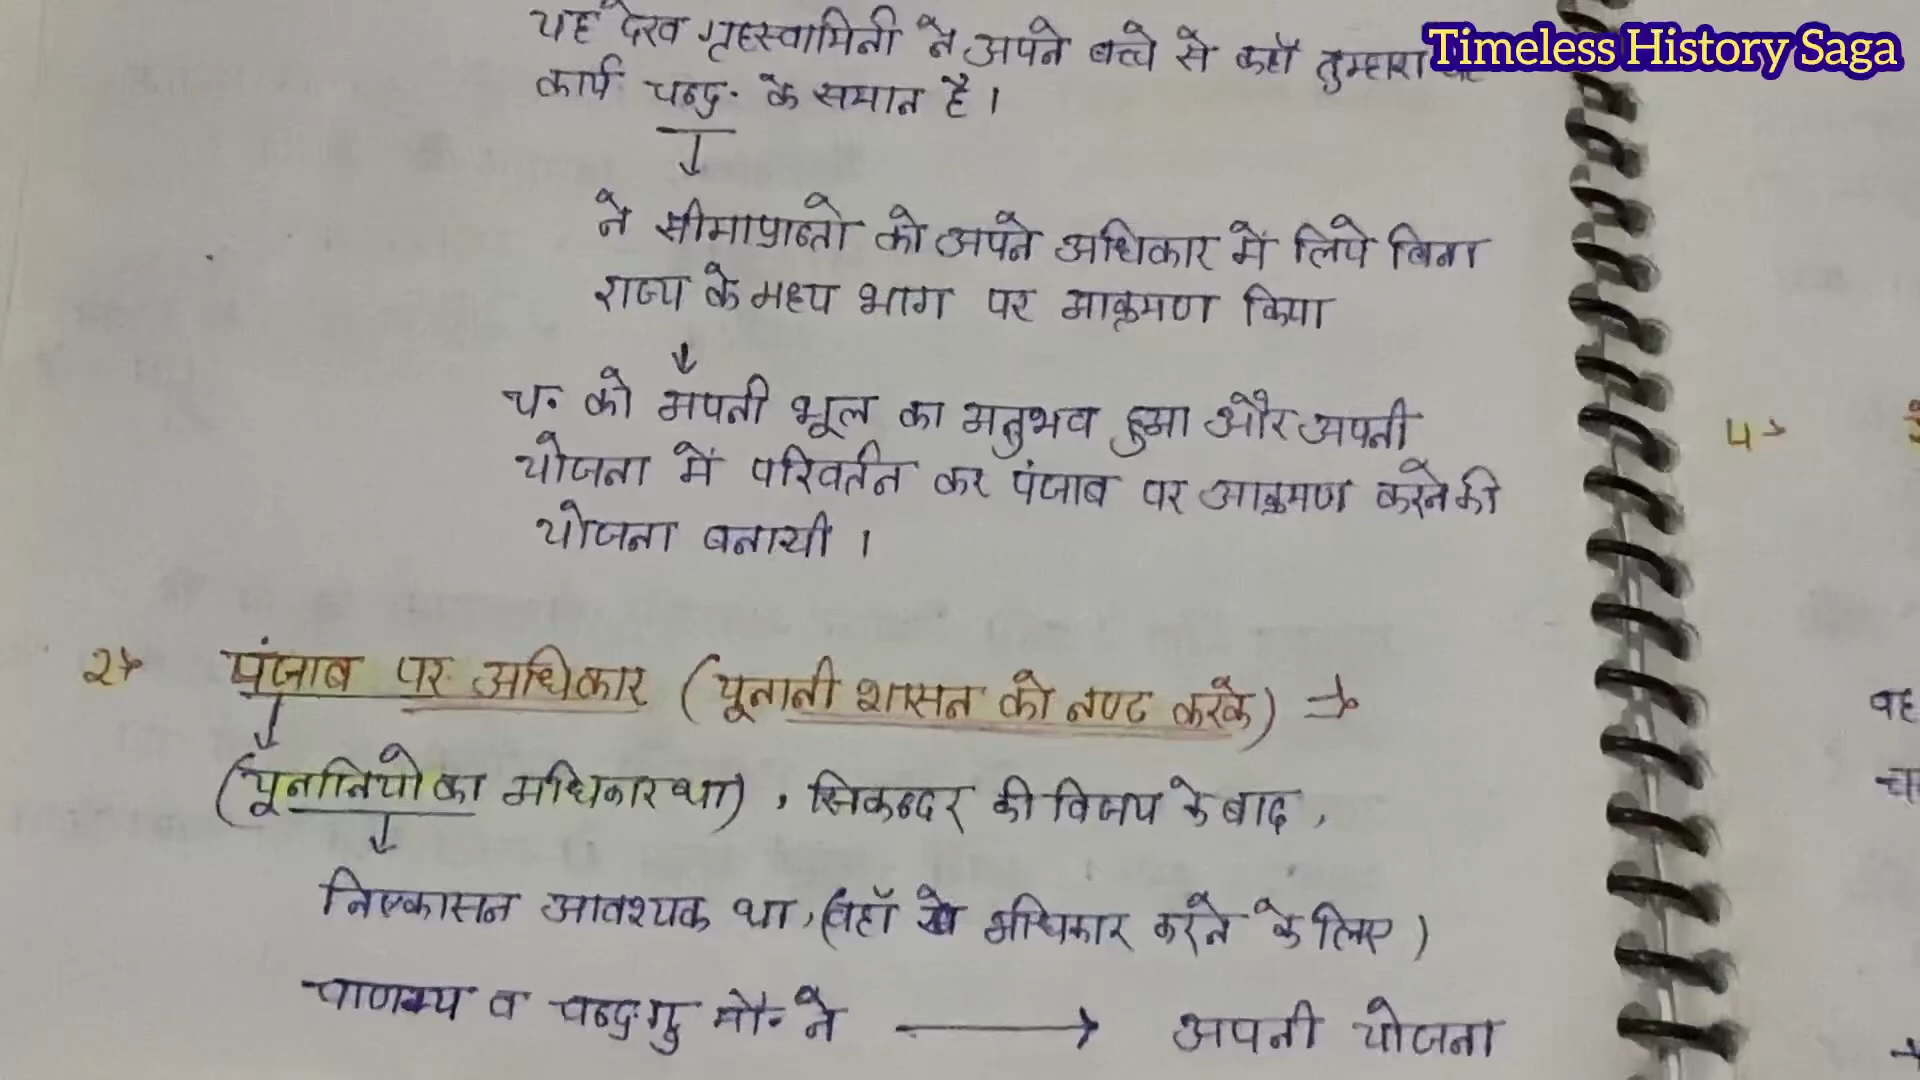 Timeless History Saga
यह देख गृहस्वामिनी ने अपने बच्चे से कहाँ तुम्हारा
कार्य चन्द्र. के समान है।
↓
ने सीमाप्रान्तो को अपने अधिकार में लिये बिना
राज्य के मध्य भाग पर आक्रमण किया
↓
च॰ को अपनी भूल का अनुभव हुआ और अपनी
योजना में परिवर्तन कर पंजाब पर आक्रमण करने की
योजना बनायी।
2→ पंजाब पर अधिकार (यूनानी शासन को नष्ट करके) →
↓
(यूनानियो का अधिकार था), सिकन्दर की विजय के बाद,
↓
निष्कासन आवश्यक था, (वहाँ अधिकार करने के लिए)
चाणक्य व चन्द्र.गु मौ॰ ने → अपनी योजना
4→
वह